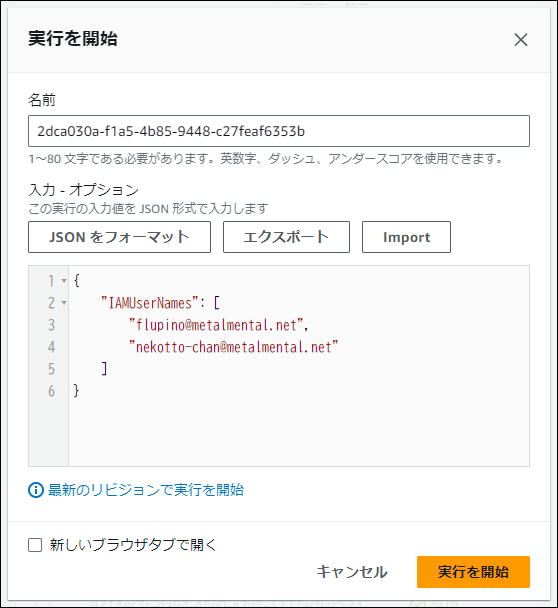 実行を開始
名前
2dca030a-f1a5-4b85-9448-c27feaf6353b
1～80 文字である必要があります。英数字、ダッシュ、アンダースコアを使用できます。
入力 - オプション
この実行の入力値を JSON 形式で入力します
JSON をフォーマット エクスポート Import
1 {
2 "IAMUserNames": [
3 "flupino@metalmental.net",
4 "nekotto-chan@metalmental.net"
5 ]
6 }
最新のリビジョンで実行を開始
新しいブラウザタブで開く
キャンセル 実行を開始